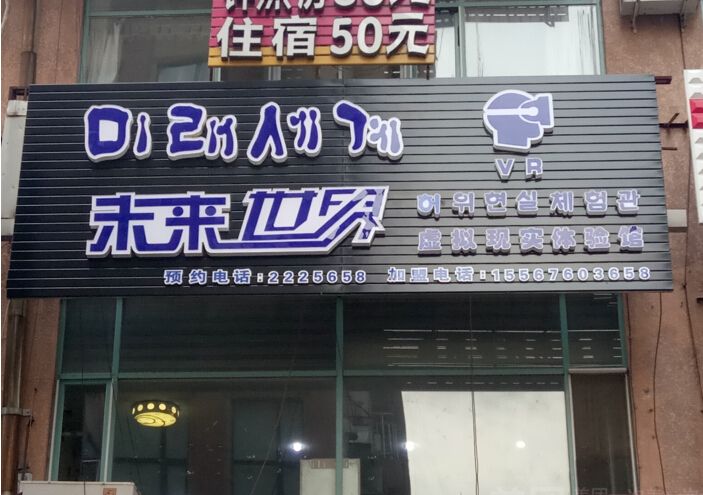 住宿50元
미래세계
VR
未来世界
허위현실체험관
虚拟现实体验馆
预约电话:2225658 加盟电话:15567603658